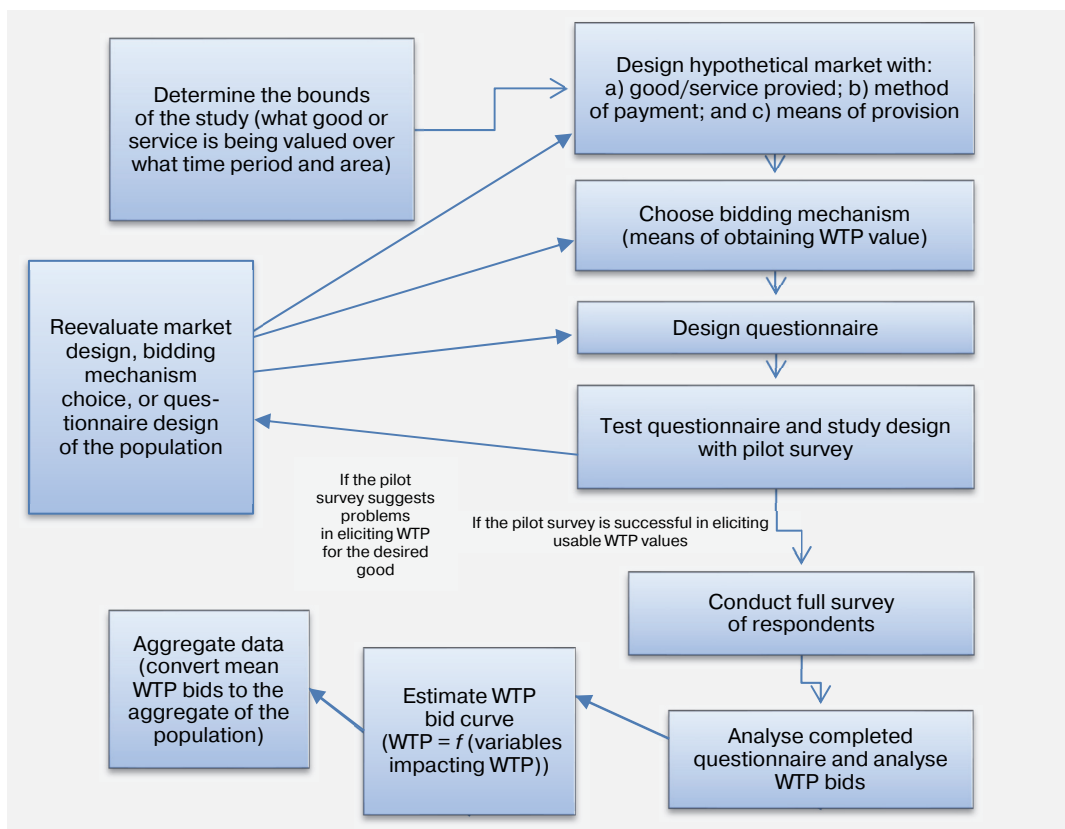 Determine the bounds
of the study (what good or
service is being valued over
what time period and area)
Design hypothetical market with:
a) good/service provied; b) method
of payment; and c) means of provision
Choose bidding mechanism
(means of obtaining WTP value)
Design questionnaire
Reevaluate market
design, bidding
mechanism
choice, or ques-
tionnaire design
of the population
Test questionnaire and study design
with pilot survey
If the pilot
survey suggests
problems
in eliciting WTP
for the desired
good
If the pilot survey is successful in eliciting
usable WTP values
Conduct full survey
of respondents
Analyse completed
questionnaire and analyse
WTP bids
Estimate WTP
bid curve
(WTP = f (variables
impacting WTP))
Aggregate data
(convert mean
WTP bids to the
aggregate of the
population)